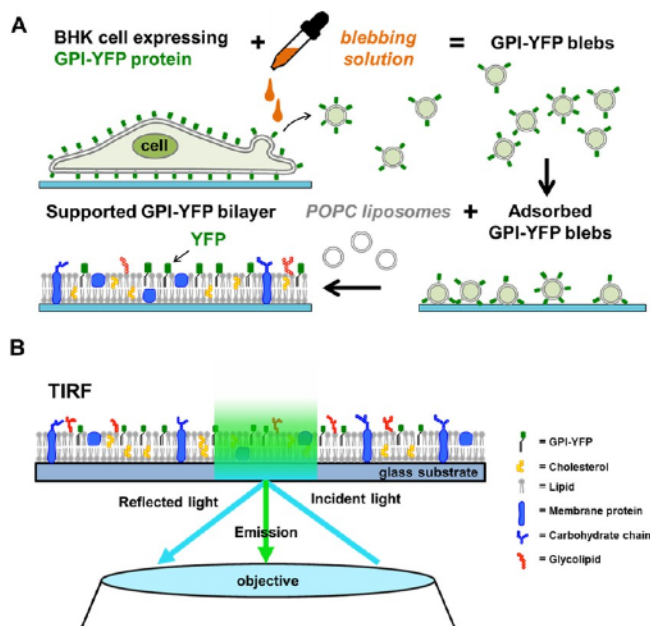 A
BHK cell expressing + blebbing = GPI-YFP blebs
GPI-YFP protein solution
cell
Supported GPI-YFP bilayer POPC liposomes + Adsorbed
YFP GPI-YFP blebs
B
TIRF
glass substrate
Reflected light Incident light
Emission
objective
= GPI-YFP
= Cholesterol
= Lipid
= Membrane protein
= Carbohydrate chain
= Glycolipid